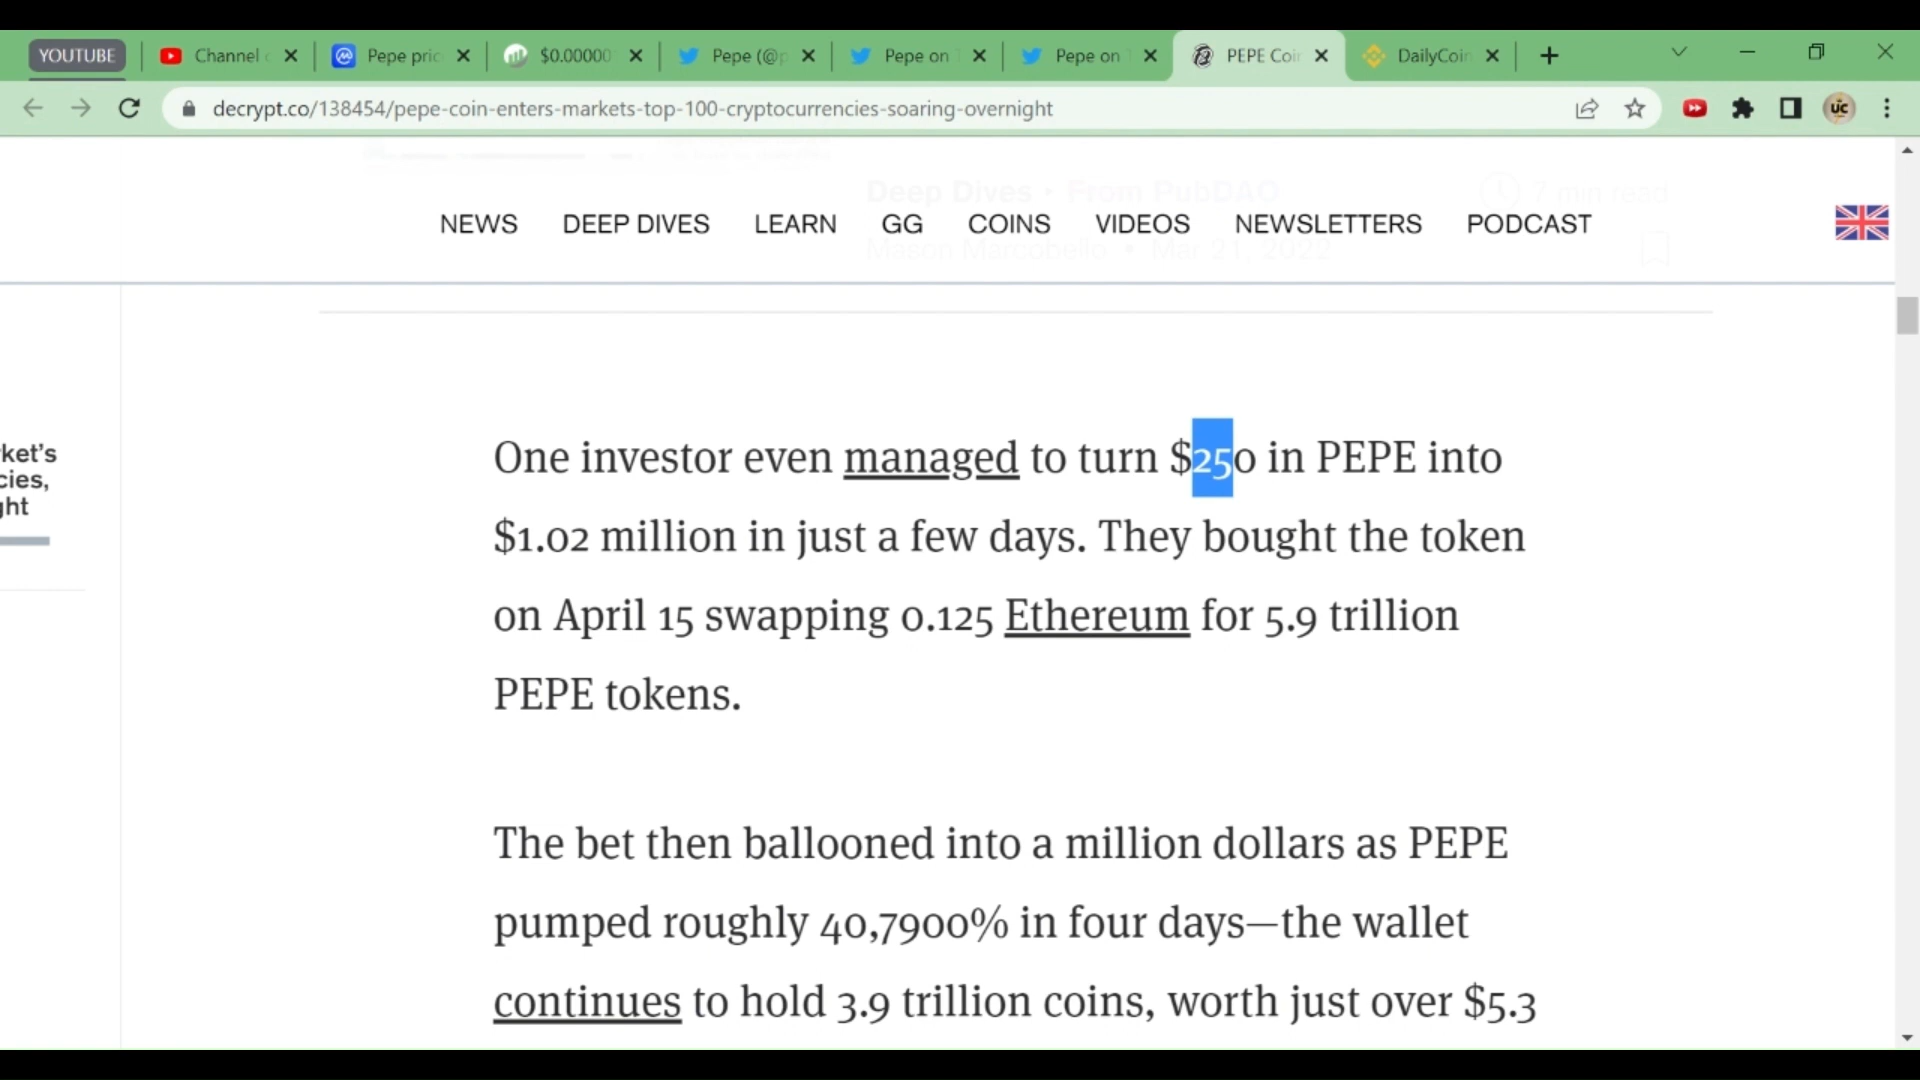 YOUTUBE
Channel
Pepe pric
$0.00000
Pepe (@p
Pepe on
Pepe on
PEPE Coin
DailyCoin
decrypt.co/138454/pepe-coin-enters-markets-top-100-cryptocurrencies-soaring-overnight
Deep Dives • From PubDAO
7 min read
NEWS DEEP DIVES LEARN GG COINS VIDEOS NEWSLETTERS PODCAST
Mason Marcobello • Mar 21, 2022
ket's
cies,
ght
One investor even managed to turn $250 in PEPE into
$1.02 million in just a few days. They bought the token
on April 15 swapping 0.125 Ethereum for 5.9 trillion
PEPE tokens.
The bet then ballooned into a million dollars as PEPE
pumped roughly 40,7900% in four days—the wallet
continues to hold 3.9 trillion coins, worth just over $5.3